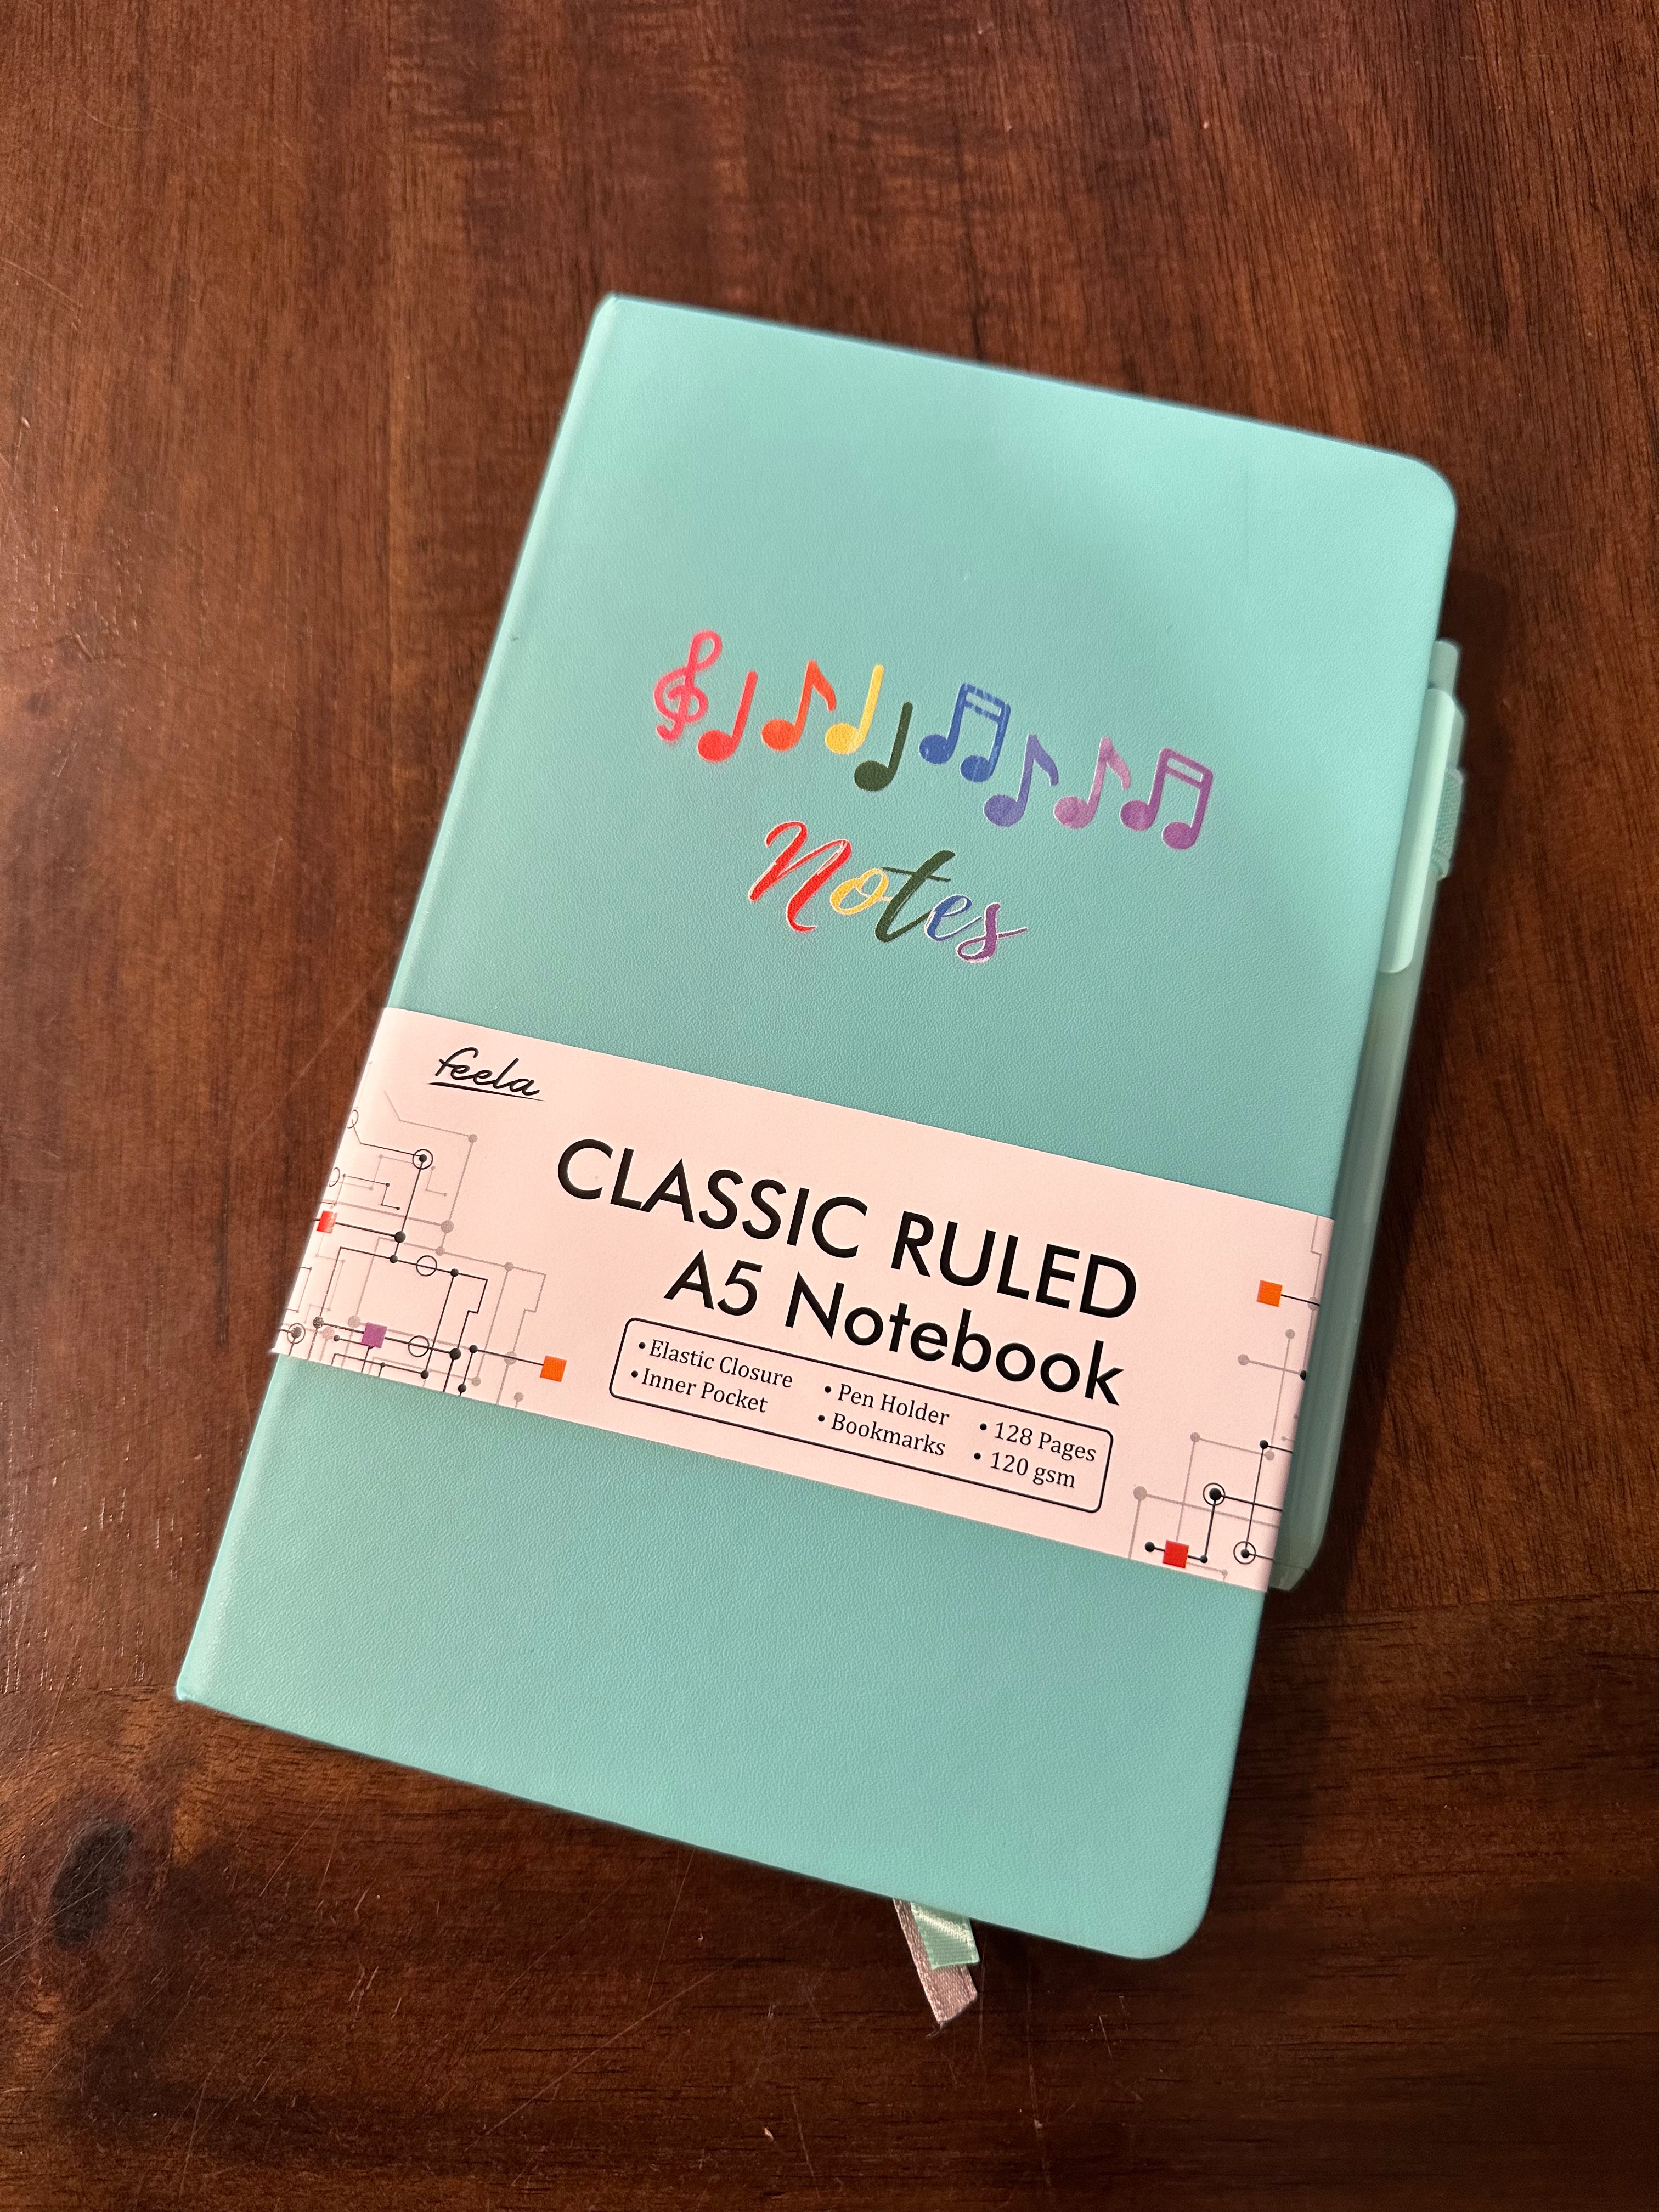 Notes
feela
CLASSIC RULED
A5 Notebook
• Elastic Closure • Pen Holder • 128 Pages
• Inner Pocket • Bookmarks • 120 gsm